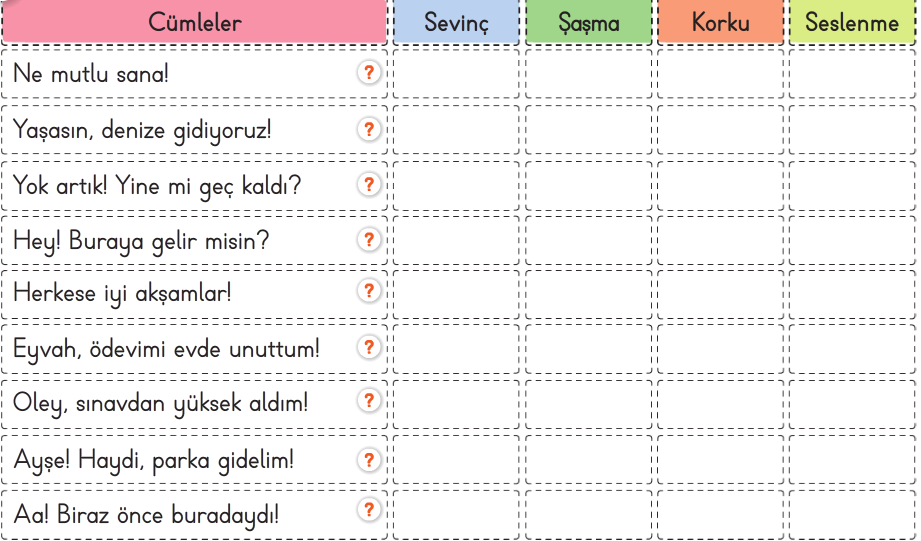 Cümleler Sevinç Şaşma Korku Seslenme
Ne mutlu sana! ?
Yaşasın, denize gidiyoruz! ?
Yok artık! Yine mi geç kaldı? ?
Hey! Buraya gelir misin? ?
Herkese iyi akşamlar! ?
Eyvah, ödevimi evde unuttum! ?
Oley, sınavdan yüksek aldım! ?
Ayşe! Haydi, parka gidelim! ?
Aa! Biraz önce buradaydı! ?